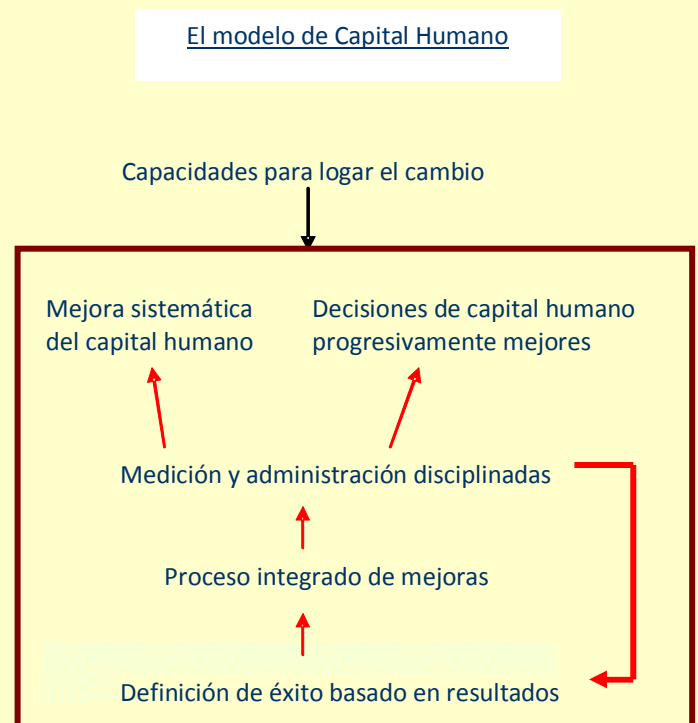 El modelo de Capital Humano
Capacidades para logar el cambio
Mejora sistemática
del capital humano
Decisiones de capital humano
progresivamente mejores
Medición y administración disciplinadas
Proceso integrado de mejoras
Definición de éxito basado en resultados